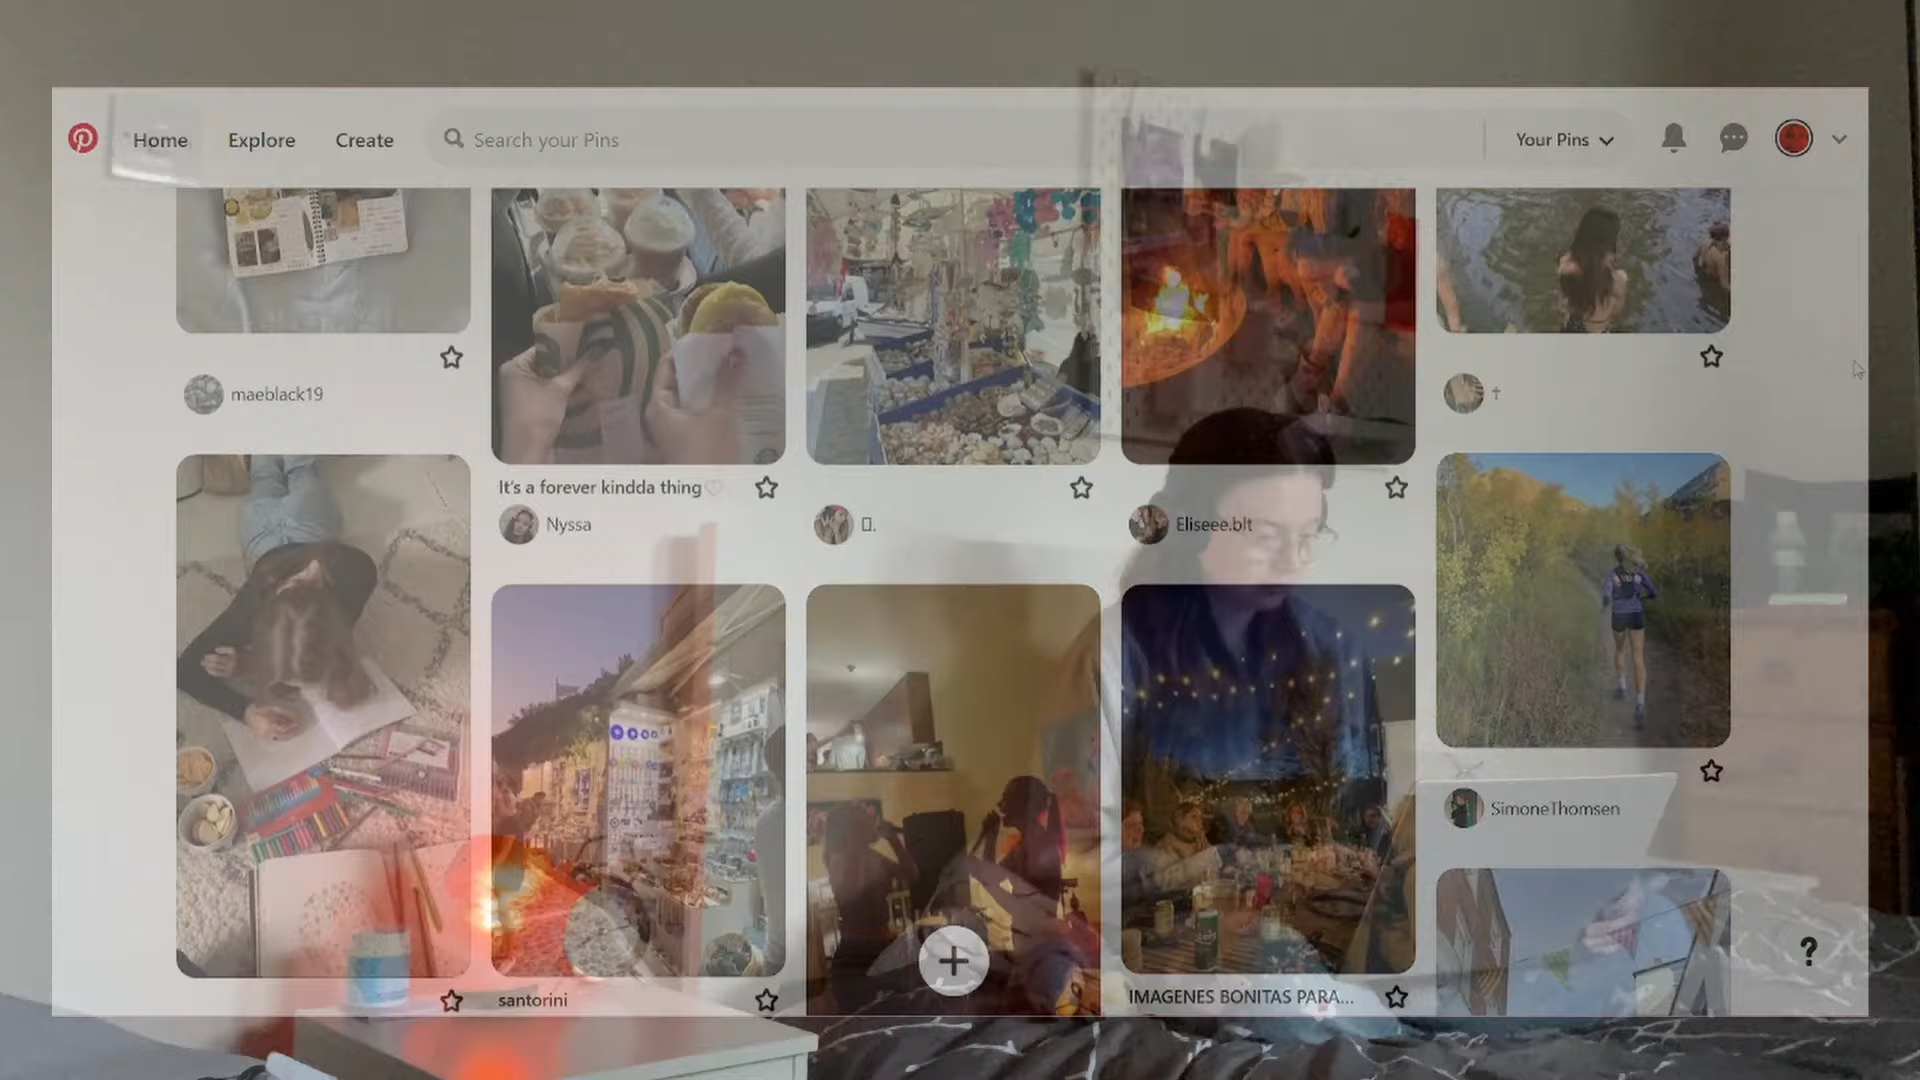 Home
Explore
Create
Search your Pins
Your Pins
maeblack19
It's a forever kindda thing♡
Nyssa
▯.
Eliseee.blt
†
SimoneThomsen
santorini
IMAGENES BONITAS PARA...
?